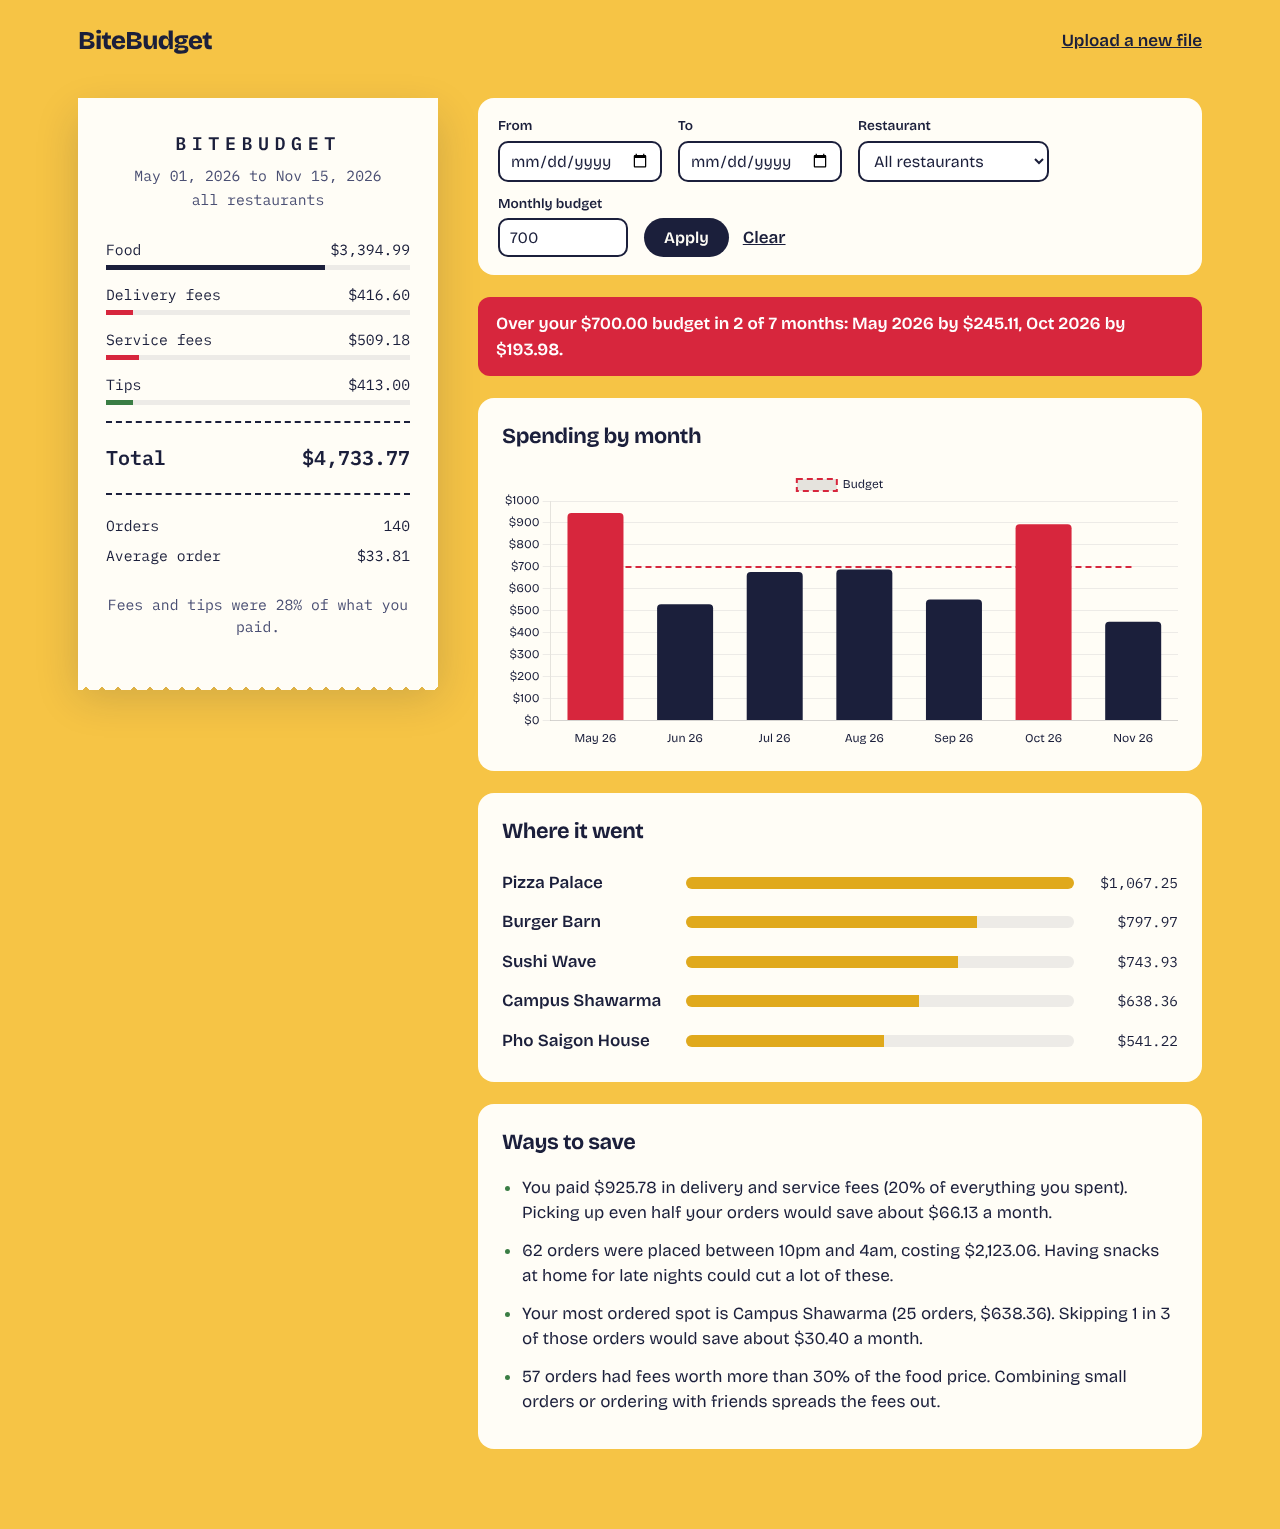 BiteBudget
Upload a new file
BITEBUDGET
May 01, 2026 to Nov 15, 2026
all restaurants
Food $3,394.99
Delivery fees $416.60
Service fees $509.18
Tips $413.00
Total $4,733.77
Orders 140
Average order $33.81
Fees and tips were 28% of what you
paid.
From To Restaurant
mm/dd/yyyy mm/dd/yyyy All restaurants
Monthly budget
700 Apply Clear
Over your $700.00 budget in 2 of 7 months: May 2026 by $245.11, Oct 2026 by
$193.98.
Spending by month
Budget
$1000
$900
$800
$700
$600
$500
$400
$300
$200
$100
$0
May 26 Jun 26 Jul 26 Aug 26 Sep 26 Oct 26 Nov 26
Where it went
Pizza Palace $1,067.25
Burger Barn $797.97
Sushi Wave $743.93
Campus Shawarma $638.36
Pho Saigon House $541.22
Ways to save
• You paid $925.78 in delivery and service fees (20% of everything you spent).
Picking up even half your orders would save about $66.13 a month.
• 62 orders were placed between 10pm and 4am, costing $2,123.06. Having snacks
at home for late nights could cut a lot of these.
• Your most ordered spot is Campus Shawarma (25 orders, $638.36). Skipping 1 in 3
of those orders would save about $30.40 a month.
• 57 orders had fees worth more than 30% of the food price. Combining small
orders or ordering with friends spreads the fees out.